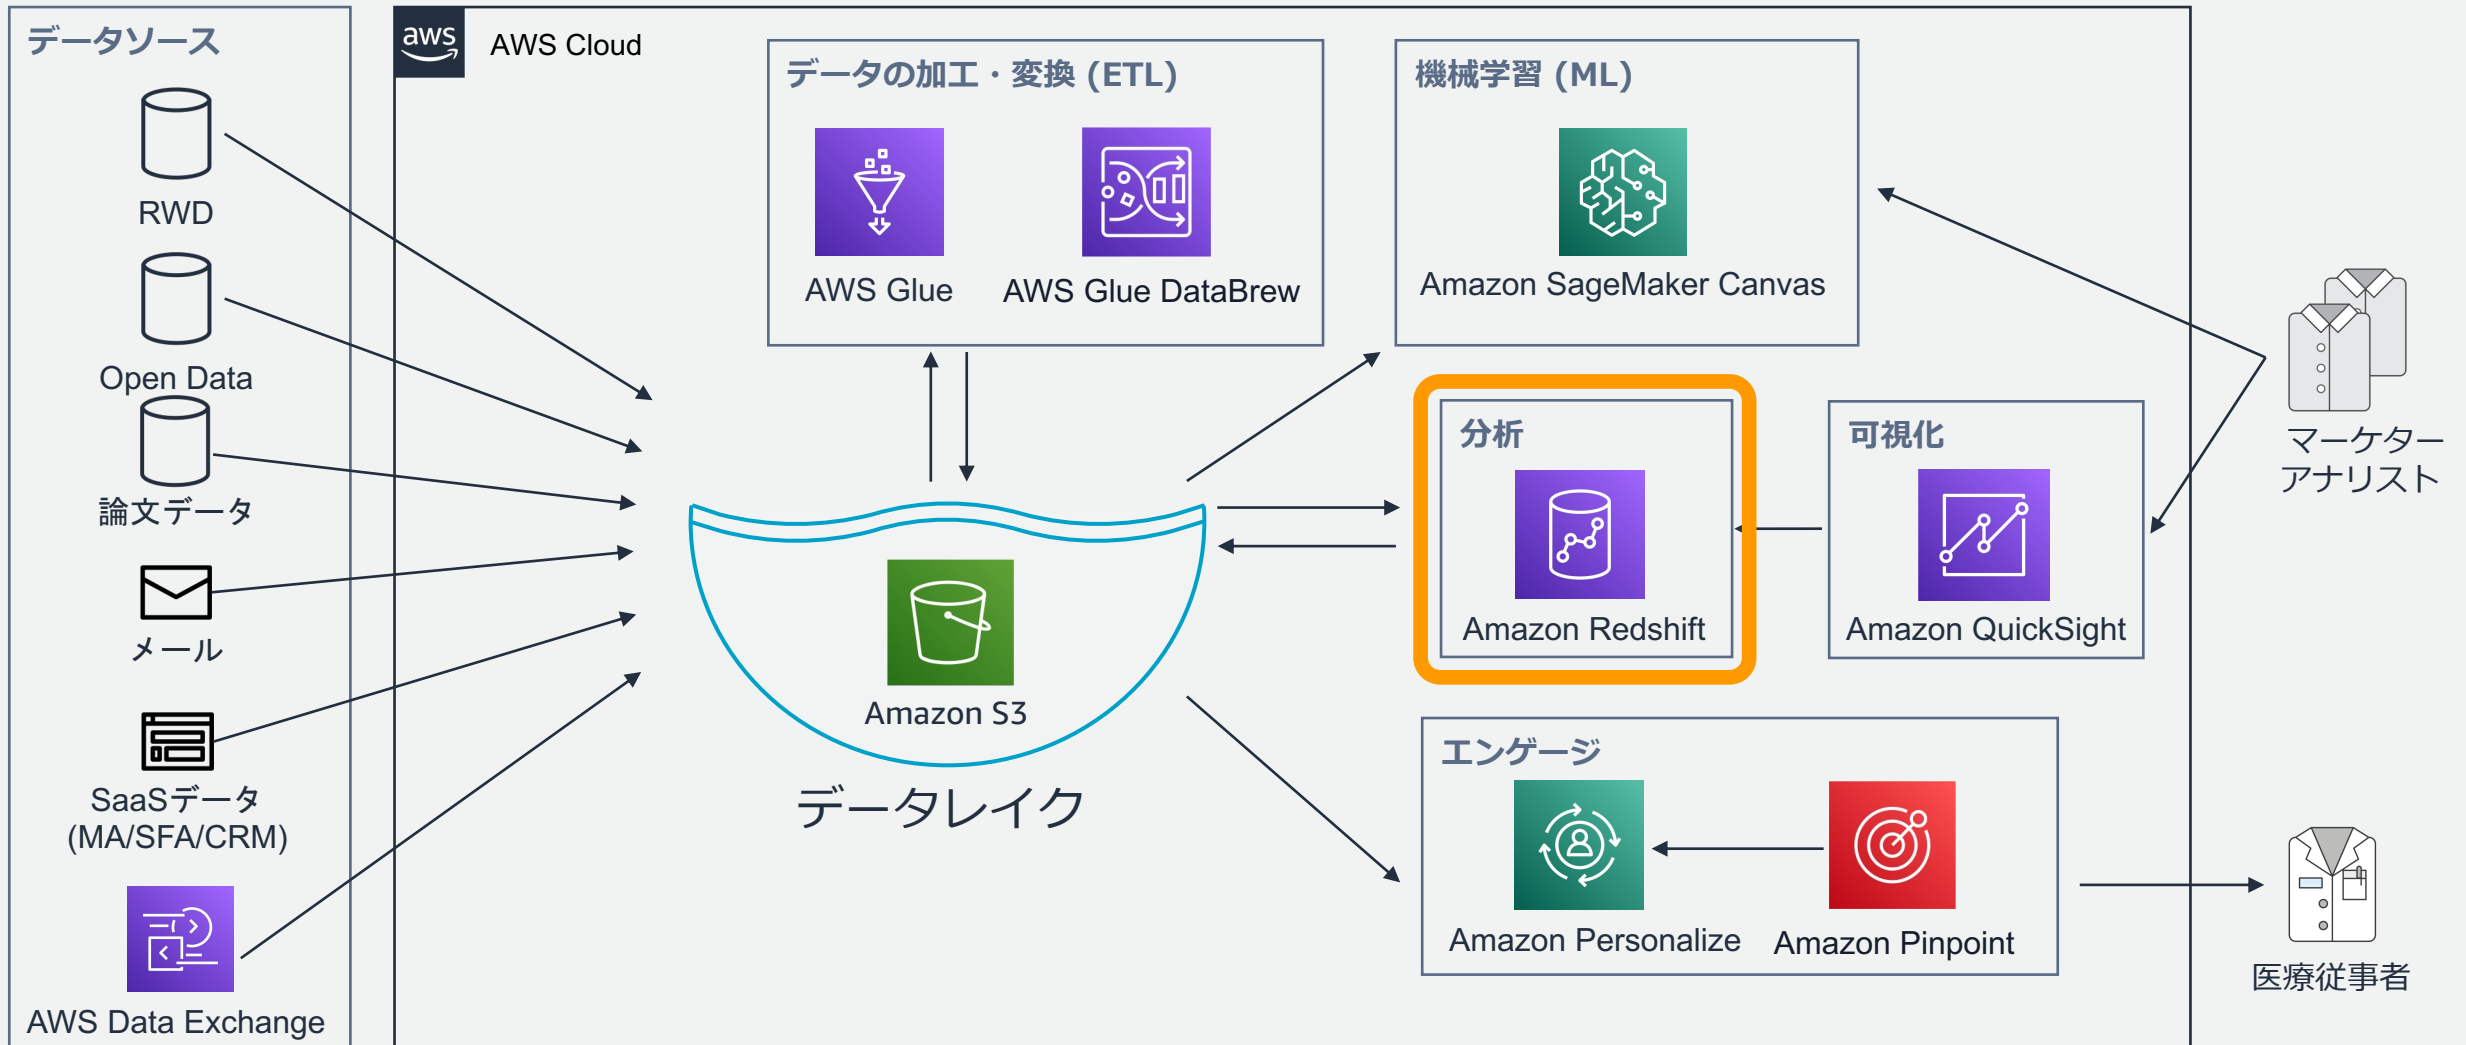 データソース
RWD
Open Data
論文データ
メール
SaaSデータ
(MA/SFA/CRM)
AWS Data Exchange
aws
AWS Cloud
データの加工・変換 (ETL)
AWS Glue
AWS Glue DataBrew
機械学習 (ML)
Amazon SageMaker Canvas
Amazon S3
データレイク
分析
Amazon Redshift
可視化
Amazon QuickSight
エンゲージ
Amazon Personalize
Amazon Pinpoint
マーケター
アナリスト
医療従事者